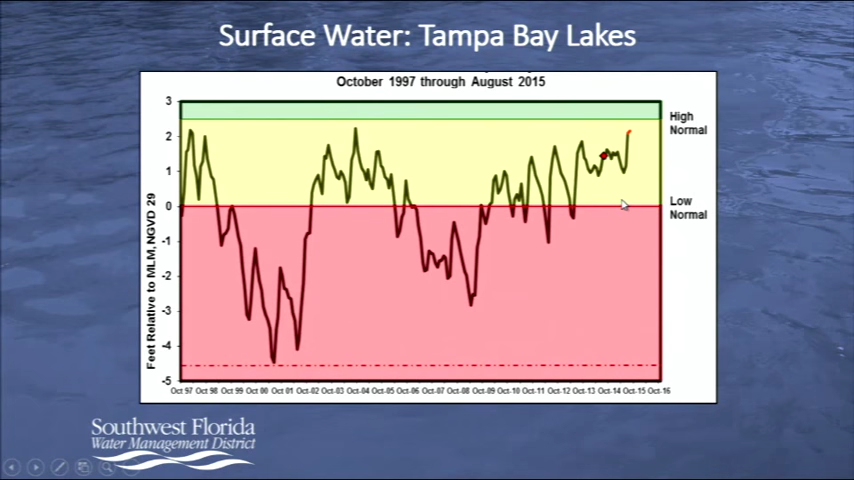 Surface Water: Tampa Bay Lakes
October 1997 through August 2015
Feet Relative to MLM, NGVD 29
3
2
1
0
-1
-2
-3
-4
-5
High
Normal
Low
Normal
Oct 97 Oct 98 Oct 99 Oct 00 Oct 01 Oct-02 Oct-03 Oct-04 Oct-05 Oct-06 Oct-07 Oct-08 Oct-09 Oct-10 Oct-11 Oct-12 Oct-13 Oct-14 Oct-15 Oct-16
Southwest Florida
Water Management District